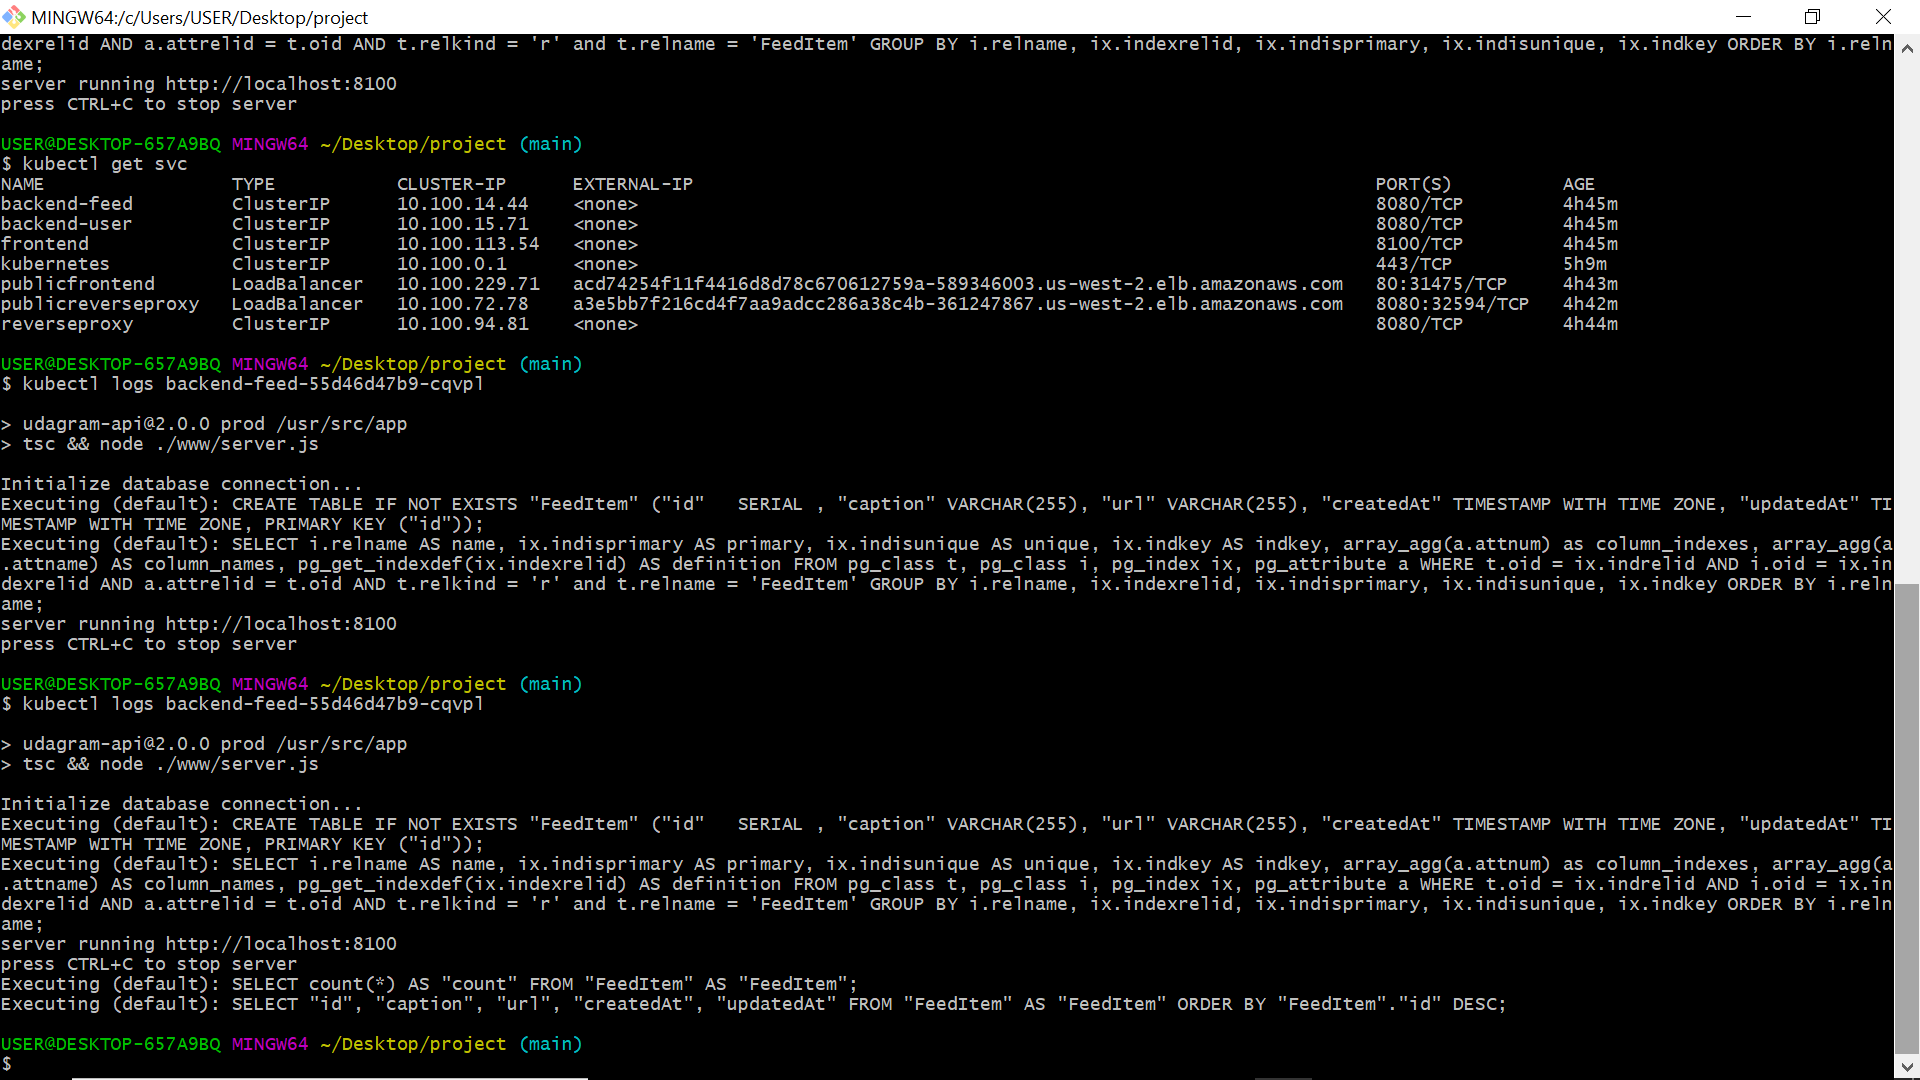 MINGW64:/c/Users/USER/Desktop/project
dexrelid AND a.attrelid = t.oid AND t.relkind = 'r' and t.relname = 'FeedItem' GROUP BY i.relname, ix.indexrelid, ix.indisprimary, ix.indisunique, ix.indkey ORDER BY i.reln
ame;
server running http://localhost:8100
press CTRL+C to stop server
USER@DESKTOP-657A9BQ MINGW64 ~/Desktop/project (main)
$ kubectl get svc
NAME TYPE CLUSTER-IP EXTERNAL-IP PORT(S) AGE
backend-feed ClusterIP 10.100.14.44 <none> 8080/TCP 4h45m
backend-user ClusterIP 10.100.15.71 <none> 8080/TCP 4h45m
frontend ClusterIP 10.100.113.54 <none> 8100/TCP 4h45m
kubernetes ClusterIP 10.100.0.1 <none> 443/TCP 5h9m
publicfrontend LoadBalancer 10.100.229.71 acd74254f11f4416d8d78c670612759a-589346003.us-west-2.elb.amazonaws.com 80:31475/TCP 4h43m
publicreverseproxy LoadBalancer 10.100.72.78 a3e5bb7f216cd4f7aa9adcc286a38c4b-361247867.us-west-2.elb.amazonaws.com 8080:32594/TCP 4h42m
reverseproxy ClusterIP 10.100.94.81 <none> 8080/TCP 4h44m
USER@DESKTOP-657A9BQ MINGW64 ~/Desktop/project (main)
$ kubectl logs backend-feed-55d46d47b9-cqvpl
> udagram-api@2.0.0 prod /usr/src/app
> tsc && node ./www/server.js
Initialize database connection...
Executing (default): CREATE TABLE IF NOT EXISTS "FeedItem" ("id"   SERIAL , "caption" VARCHAR(255), "url" VARCHAR(255), "createdAt" TIMESTAMP WITH TIME ZONE, "updatedAt" TI
MESTAMP WITH TIME ZONE, PRIMARY KEY ("id"));
Executing (default): SELECT i.relname AS name, ix.indisprimary AS primary, ix.indisunique AS unique, ix.indkey AS indkey, array_agg(a.attnum) as column_indexes, array_agg(a
.attname) AS column_names, pg_get_indexdef(ix.indexrelid) AS definition FROM pg_class t, pg_class i, pg_index ix, pg_attribute a WHERE t.oid = ix.indrelid AND i.oid = ix.in
dexrelid AND a.attrelid = t.oid AND t.relkind = 'r' and t.relname = 'FeedItem' GROUP BY i.relname, ix.indexrelid, ix.indisprimary, ix.indisunique, ix.indkey ORDER BY i.reln
ame;
server running http://localhost:8100
press CTRL+C to stop server
USER@DESKTOP-657A9BQ MINGW64 ~/Desktop/project (main)
$ kubectl logs backend-feed-55d46d47b9-cqvpl
> udagram-api@2.0.0 prod /usr/src/app
> tsc && node ./www/server.js
Initialize database connection...
Executing (default): CREATE TABLE IF NOT EXISTS "FeedItem" ("id"   SERIAL , "caption" VARCHAR(255), "url" VARCHAR(255), "createdAt" TIMESTAMP WITH TIME ZONE, "updatedAt" TI
MESTAMP WITH TIME ZONE, PRIMARY KEY ("id"));
Executing (default): SELECT i.relname AS name, ix.indisprimary AS primary, ix.indisunique AS unique, ix.indkey AS indkey, array_agg(a.attnum) as column_indexes, array_agg(a
.attname) AS column_names, pg_get_indexdef(ix.indexrelid) AS definition FROM pg_class t, pg_class i, pg_index ix, pg_attribute a WHERE t.oid = ix.indrelid AND i.oid = ix.in
dexrelid AND a.attrelid = t.oid AND t.relkind = 'r' and t.relname = 'FeedItem' GROUP BY i.relname, ix.indexrelid, ix.indisprimary, ix.indisunique, ix.indkey ORDER BY i.reln
ame;
server running http://localhost:8100
press CTRL+C to stop server
Executing (default): SELECT count(*) AS "count" FROM "FeedItem" AS "FeedItem";
Executing (default): SELECT "id", "caption", "url", "createdAt", "updatedAt" FROM "FeedItem" AS "FeedItem" ORDER BY "FeedItem"."id" DESC;
USER@DESKTOP-657A9BQ MINGW64 ~/Desktop/project (main)
$